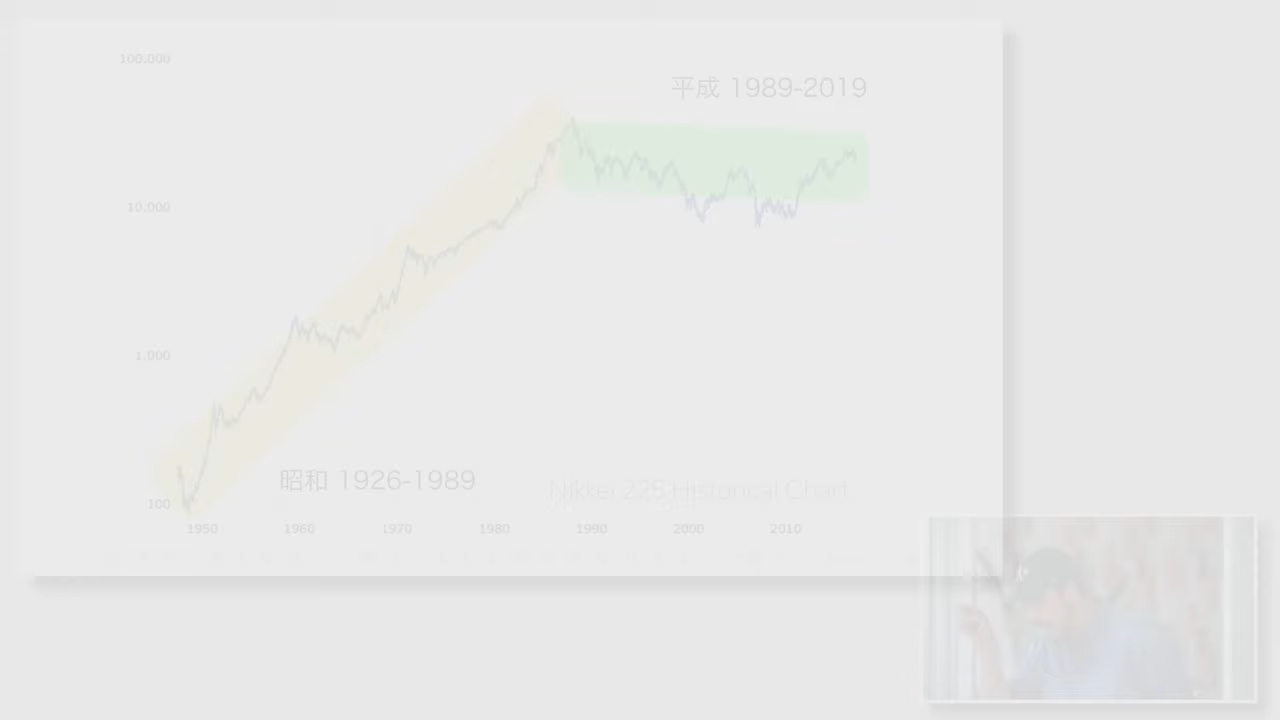 100,000
平成 1989-2019
10,000
1,000
昭和 1926-1989
Nikkei 225 Historical Chart
100
1950 1960 1970 1980 1990 2000 2010